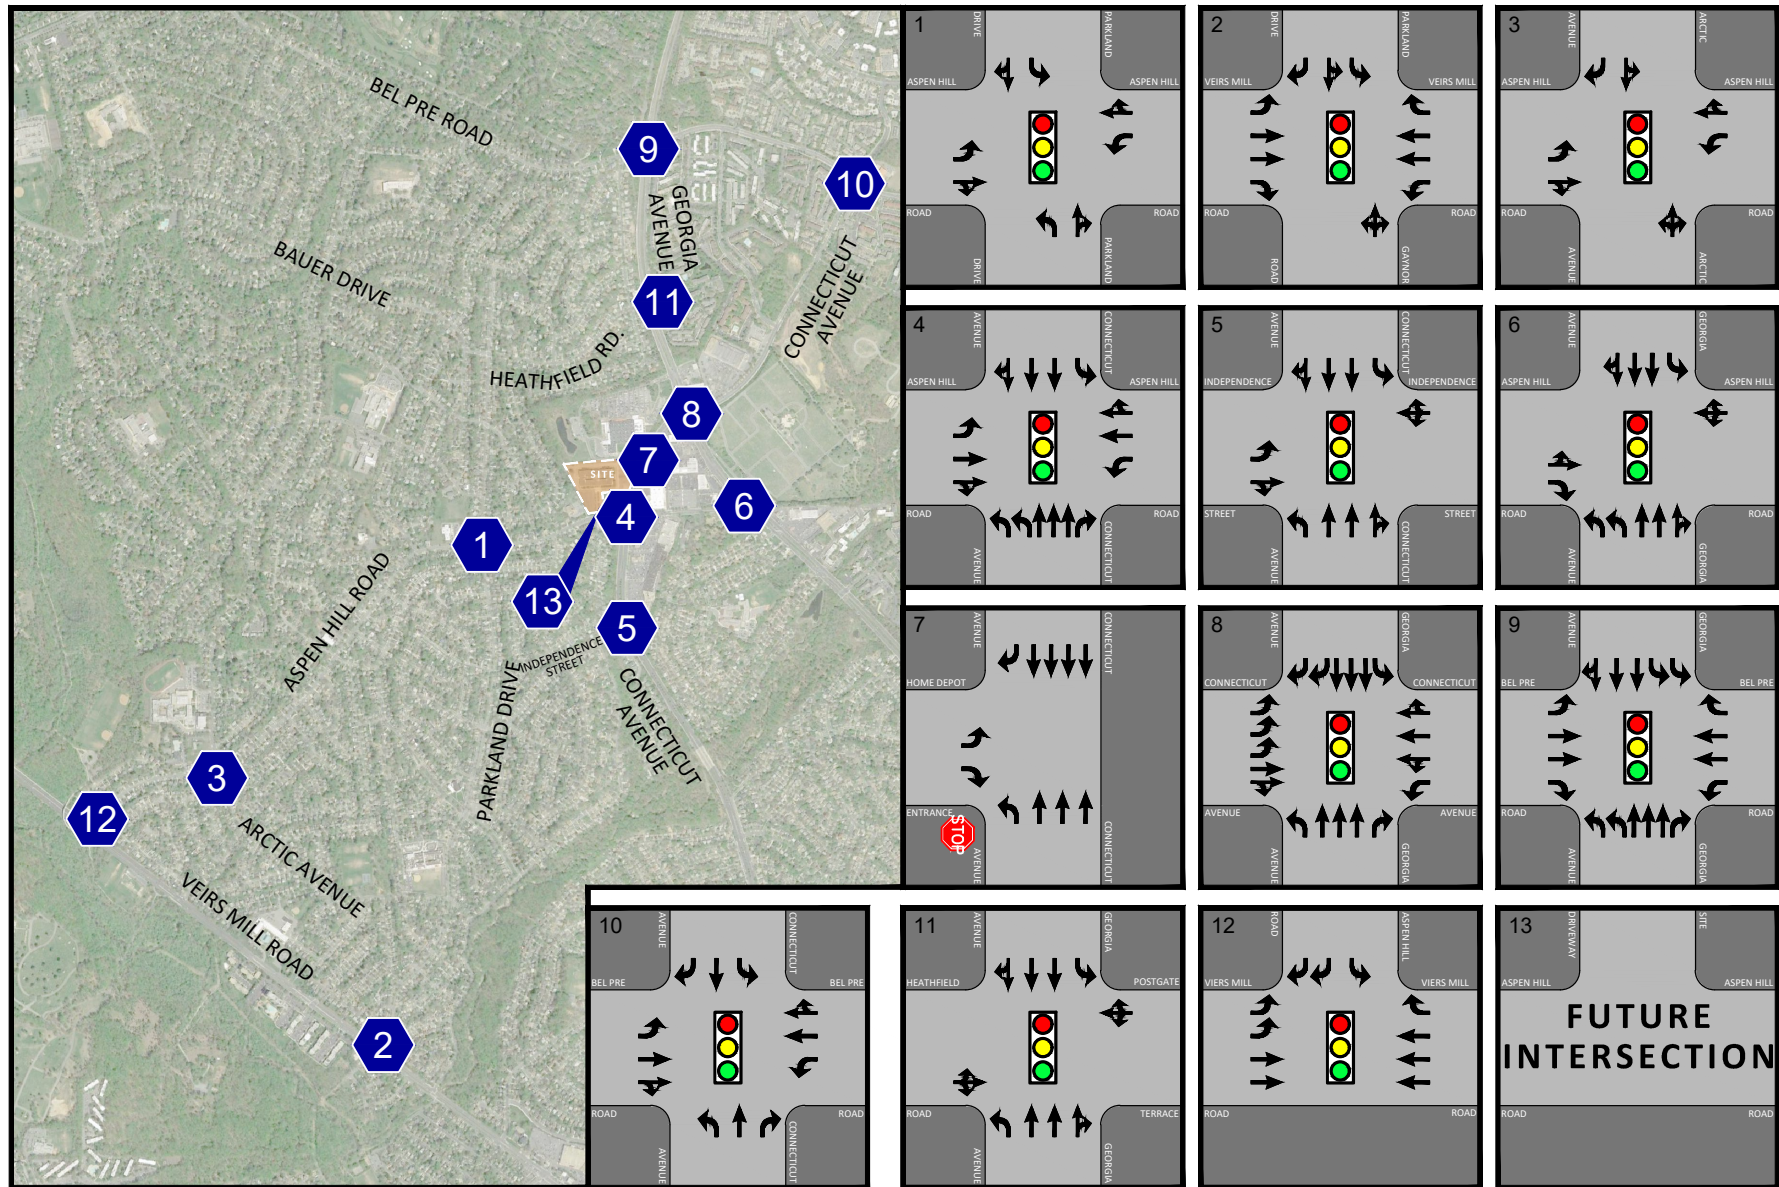 BEL PRE ROAD
9
10
GEORGIA
AVENUE
BAUER DRIVE
CONNECTICUT
AVENUE
11
HEATHFIELD RD.
8
7
SITE
6
4
1
13
ASPEN HILL ROAD
5
INDEPENDENCE
STREET
PARKLAND DRIVE
CONNECTICUT
AVENUE
3
12
ARCTIC AVENUE
VEIRS MILL ROAD
2
1
DRIVE
PARKLAND
ASPEN HILL
ASPEN HILL
ROAD
ROAD
DRIVE
PARKLAND
2
DRIVE
PARKLAND
VEIRS MILL
VEIRS MILL
ROAD
ROAD
ROAD
GAYNOR
3
AVENUE
ARCTIC
ASPEN HILL
ASPEN HILL
ROAD
ROAD
AVENUE
ARCTIC
4
AVENUE
CONNECTICUT
ASPEN HILL
ASPEN HILL
ROAD
ROAD
AVENUE
CONNECTICUT
5
AVENUE
CONNECTICUT
INDEPENDENCE
INDEPENDENCE
STREET
STREET
AVENUE
CONNECTICUT
6
AVENUE
GEORGIA
ASPEN HILL
ASPEN HILL
ROAD
ROAD
AVENUE
GEORGIA
7
AVENUE
CONNECTICUT
HOME DEPOT
ENTRANCE
STOP
AVENUE
CONNECTICUT
8
AVENUE
GEORGIA
CONNECTICUT
CONNECTICUT
AVENUE
AVENUE
AVENUE
GEORGIA
9
AVENUE
GEORGIA
BEL PRE
BEL PRE
ROAD
ROAD
AVENUE
GEORGIA
10
AVENUE
CONNECTICUT
BEL PRE
BEL PRE
ROAD
ROAD
AVENUE
CONNECTICUT
11
AVENUE
GEORGIA
HEATHFIELD
POSTGATE
ROAD
TERRACE
AVENUE
GEORGIA
12
ROAD
ASPEN HILL
VIERS MILL
VIERS MILL
ROAD
ROAD
13
DRIVEWAY
SITE
ASPEN HILL
ASPEN HILL
FUTURE
INTERSECTION
ROAD
ROAD